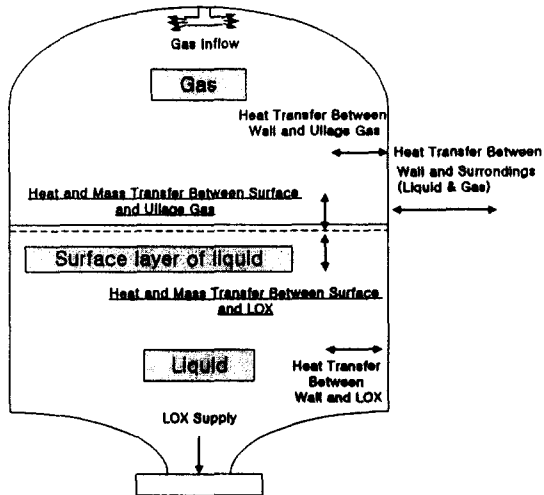 Gas Inflow
Gas
Heat Transfer Between
Wall and Ullage Gas
Heat Transfer Between
Wall and Surrondings
(Liquid & Gas)
Heat and Mass Transfer Between Surface
and Ullage Gas
Surface layer of liquid
Heat and Mass Transfer Between Surface
and LOX
Liquid
Heat Transfer
Between
Wall and LOX
LOX Supply